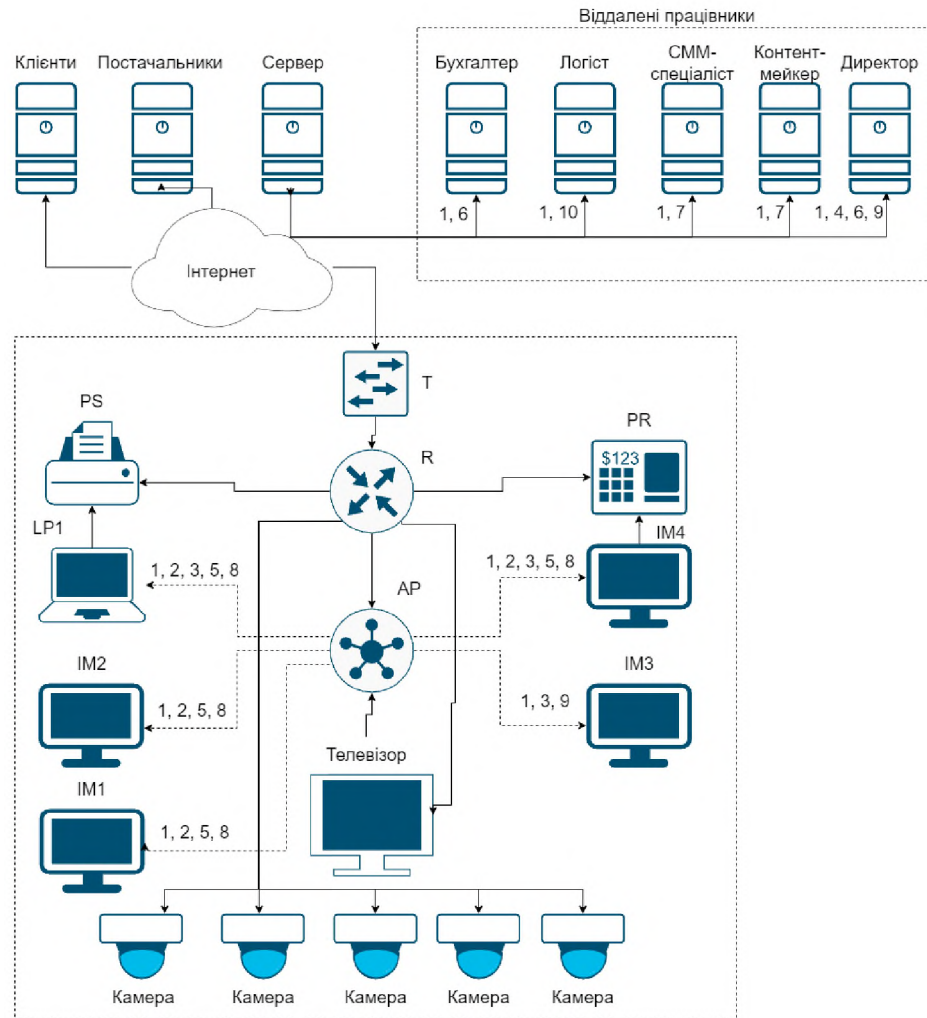 Віддалені працівники
Клієнти
Постачальники
Сервер
Бухгалтер
Логіст
СММ-
спеціаліст
Контент-
мейкер
Директор
1, 6
1, 10
1, 7
1, 7
1, 4, 6, 9
Інтернет
T
PS
R
PR
$123
LP1
IM4
1, 2, 3, 5, 8
AP
1, 2, 3, 5, 8
IM2
IM3
1, 2, 5, 8
1, 3, 9
Телевізор
IM1
1, 2, 5, 8
Камера
Камера
Камера
Камера
Камера